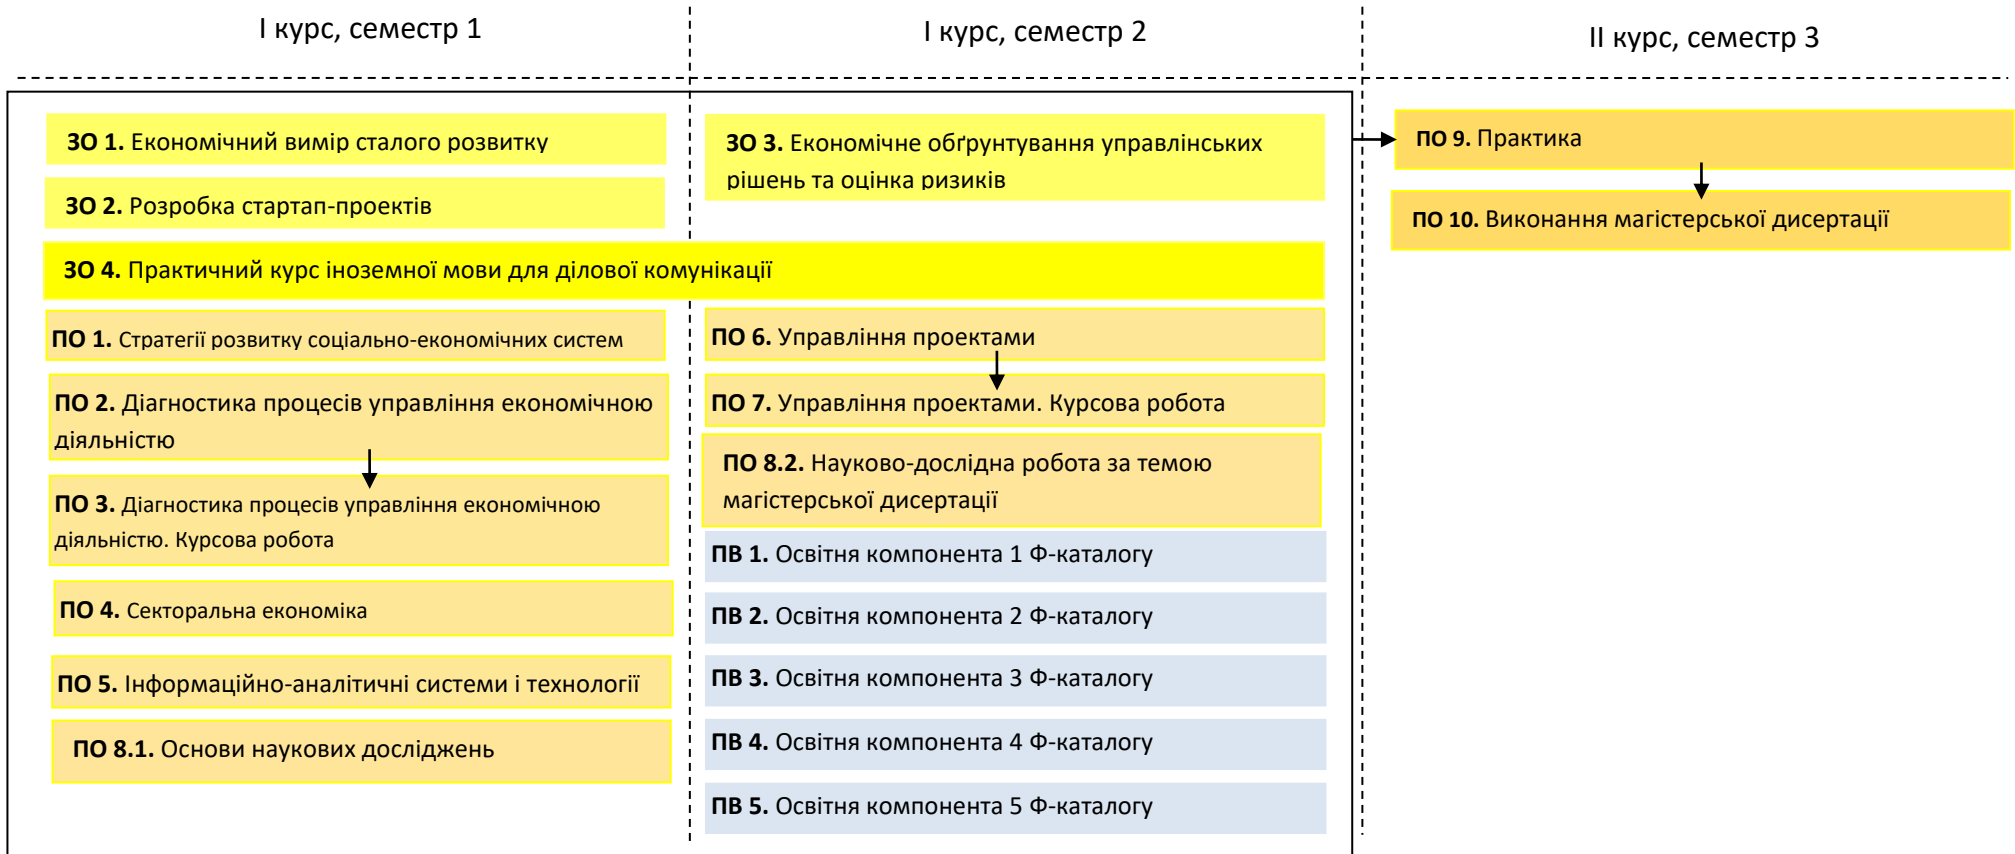 І курс, семестр 1
І курс, семестр 2
ІІ курс, семестр 3
ЗО 1. Економічний вимір сталого розвитку
ЗО 2. Розробка стартап-проектів
ЗО 3. Економічне обґрунтування управлінських
рішень та оцінка ризиків
ЗО 4. Практичний курс іноземної мови для ділової комунікації
ПО 1. Стратегії розвитку соціально-економічних систем
ПО 2. Діагностика процесів управління економічною
діяльністю
ПО 3. Діагностика процесів управління економічною
діяльністю. Курсова робота
ПО 4. Секторальна економіка
ПО 5. Інформаційно-аналітичні системи і технології
ПО 8.1. Основи наукових досліджень
ПО 6. Управління проектами
ПО 7. Управління проектами. Курсова робота
ПО 8.2. Науково-дослідна робота за темою
магістерської дисертації
ПВ 1. Освітня компонента 1 Ф-каталогу
ПВ 2. Освітня компонента 2 Ф-каталогу
ПВ 3. Освітня компонента 3 Ф-каталогу
ПВ 4. Освітня компонента 4 Ф-каталогу
ПВ 5. Освітня компонента 5 Ф-каталогу
ПО 9. Практика
ПО 10. Виконання магістерської дисертації